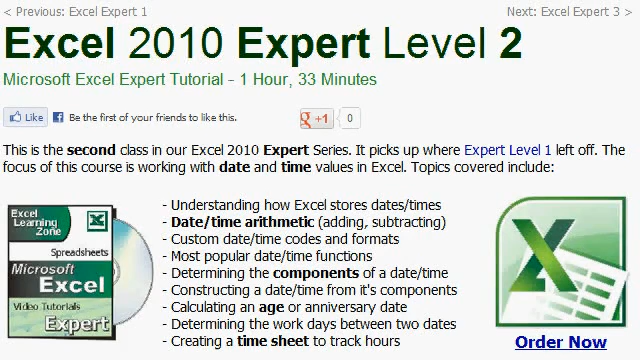 < Previous: Excel Expert 1
Next: Excel Expert 3 >
Excel 2010 Expert Level 2
Microsoft Excel Expert Tutorial - 1 Hour, 33 Minutes
Like
Be the first of your friends to like this.
g +1 0
This is the second class in our Excel 2010 Expert Series. It picks up where Expert Level 1 left off. The
focus of this course is working with date and time values in Excel. Topics covered include:
Excel
Learning
Zone
Spreadsheets
Microsoft
Excel
Video Tutorials
Expert
- Understanding how Excel stores dates/times
- Date/time arithmetic (adding, subtracting)
- Custom date/time codes and formats
- Most popular date/time functions
- Determining the components of a date/time
- Constructing a date/time from it's components
- Calculating an age or anniversary date
- Determining the work days between two dates
- Creating a time sheet to track hours
Order Now